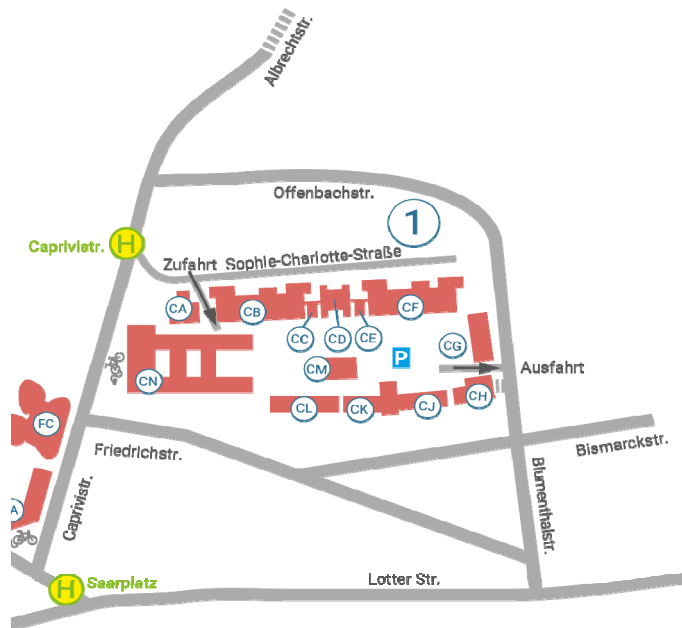 Albrechtstr.
Offenbachstr.
1
Caprivistr.
H
Zufahrt
Sophie-Charlotte-Straße
CA
CB
CC
CD
CE
CF
CG
CM
P
Ausfahrt
CN
CL
CK
CJ
CH
FC
Friedrichstr.
Bismarckstr.
Caprivistr.
Blumenthalstr.
A
H
Saarplatz
Lotter Str.